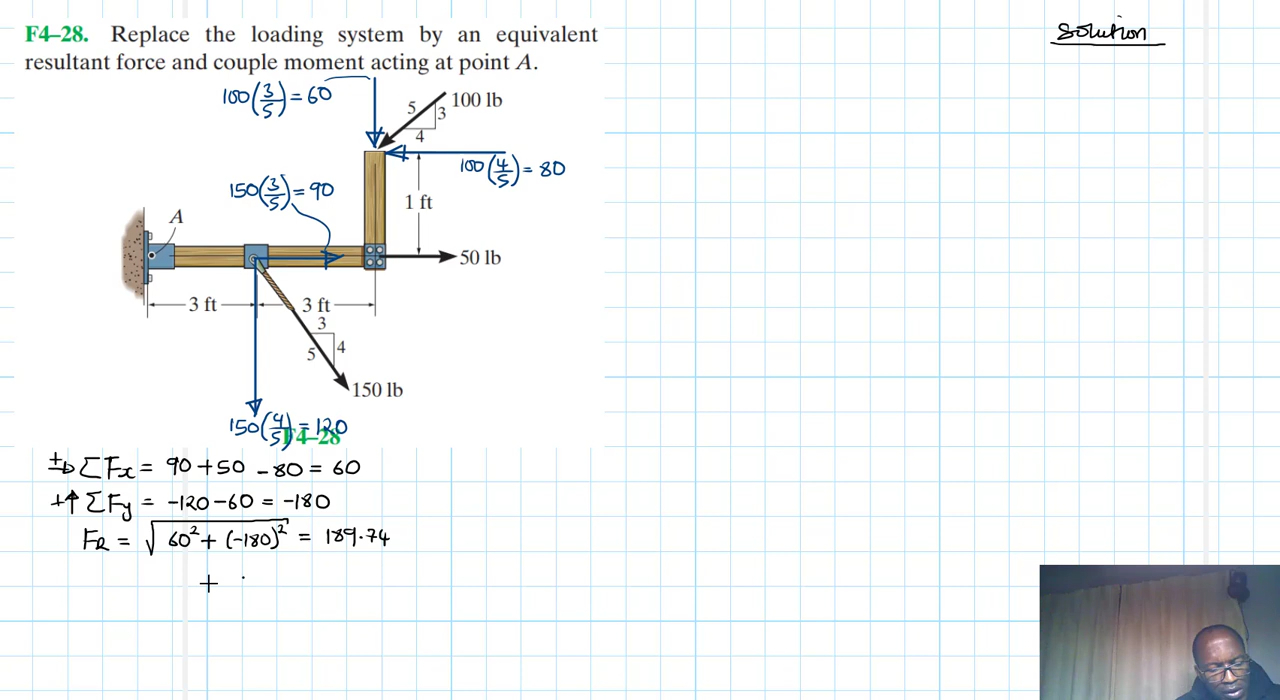 F4–28. Replace the loading system by an equivalent
resultant force and couple moment acting at point A.
Solution
100(3/5) = 60
5
3
4
100 lb
100(4/5) = 80
150(3/5) = 90
1 ft
A
50 lb
3 ft
3 ft
3
5
4
150 lb
150(4/5) = 120
F4–28
+→ ΣFx = 90 + 50 - 80 = 60
+↑ ΣFy = -120 - 60 = -180
FR = √60² + (-180)² = 189.74
+